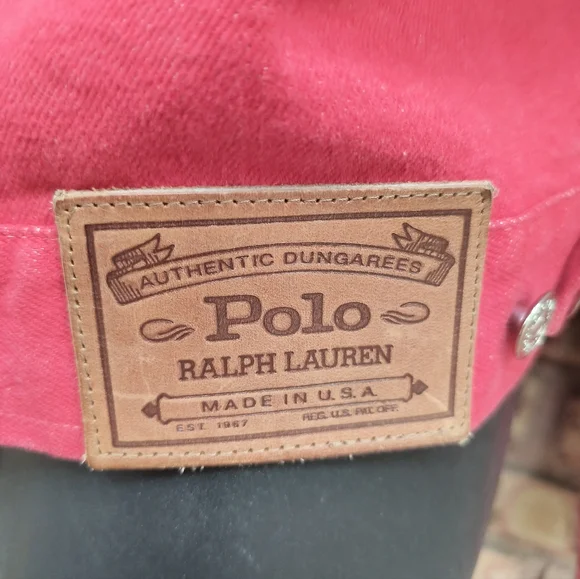 AUTHENTIC DUNGAREES
Polo
RALPH LAUREN
MADE IN U.S.A.
EST. 1967 REG. U.S. PAT. OFF.